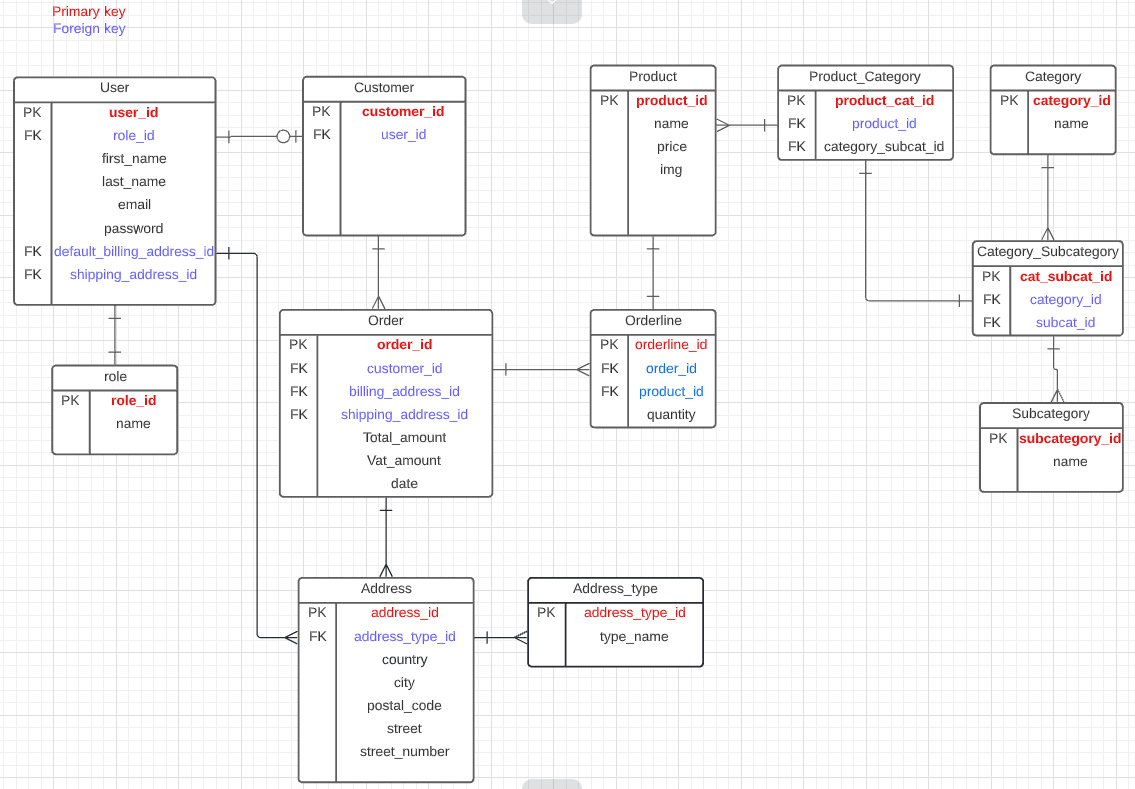 Primary key
Foreign key
User
PK user_id
FK role_id
first_name
last_name
email
password
FK default_billing_address_id
FK shipping_address_id
Customer
PK customer_id
FK user_id
Product
PK product_id
name
price
img
Product_Category
PK product_cat_id
FK product_id
FK category_subcat_id
Category
PK category_id
name
Category_Subcategory
PK cat_subcat_id
FK category_id
FK subcat_id
role
PK role_id
name
Order
PK order_id
FK customer_id
FK billing_address_id
FK shipping_address_id
Total_amount
Vat_amount
date
Orderline
PK orderline_id
FK order_id
FK product_id
quantity
Subcategory
PK subcategory_id
name
Address
PK address_id
FK address_type_id
country
city
postal_code
street
street_number
Address_type
PK address_type_id
type_name